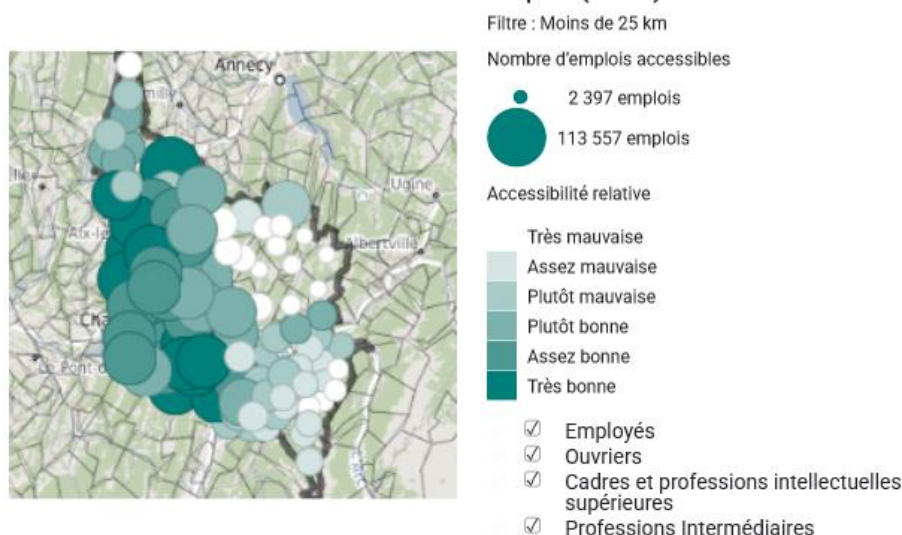 Filtre : Moins de 25 km
Nombre d'emplois accessibles
2 397 emplois
113 557 emplois
Accessibilité relative
Très mauvaise
Assez mauvaise
Plutôt mauvaise
Plutôt bonne
Assez bonne
Très bonne
Employés
Ouvriers
Cadres et professions intellectuelles
supérieures
Professions Intermédiaires
Annecy
Ugine
Albertville